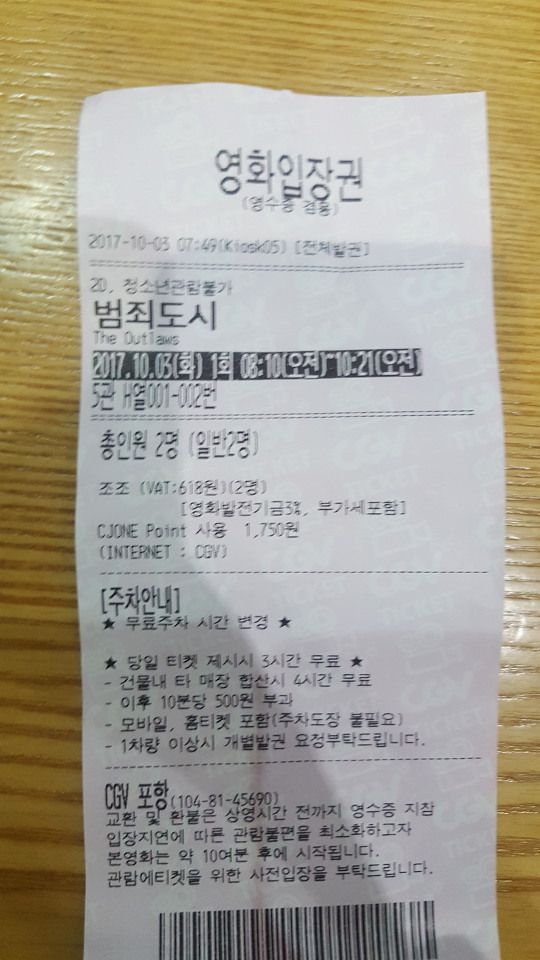 영화입장권
(영수증 겸용)
2017-10-03 07:49(Kiosk05) [전체발권]
2D, 청소년관람불가
범죄도시
The Outlaws
2017.10.03(화) 1회 08:10(오전)~10:21(오전)
5관 H열001-002번
총인원 2명 (일반2명)
조조 (VAT:618원)(2명)
[영화발전기금3%, 부가세포함]
CJONE Point 사용 1,750원
(INTERNET : CGV)
[주차안내]
★ 무료주차 시간 변경 ★
★ 당일 티켓 제시시 3시간 무료 ★
- 건물내 타 매장 합산시 4시간 무료
- 이후 10분당 500원 부과
- 모바일, 홈티켓 포함(주차도장 불필요)
- 1차량 이상시 개별발권 요청부탁드립니다.
CGV 포항(104-81-45690)
교환 및 환불은 상영시간 전까지 영수증 지참
입장지연에 따른 관람불편을 최소화하고자
본영화는 약 10여분 후에 시작됩니다.
관람에티켓을 위한 사전입장을 부탁드립니다.